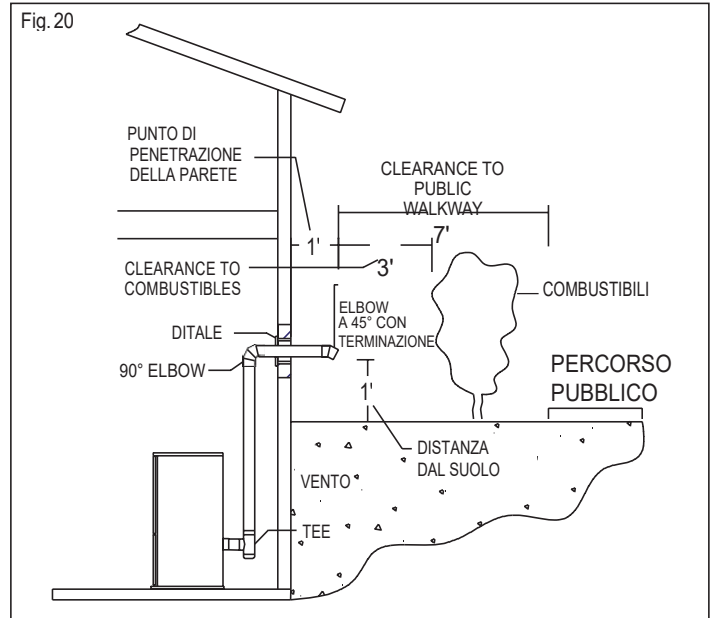 Fig. 20
PUNTO DI
PENETRAZIONE
DELLA PARETE
CLEARANCE TO
PUBLIC
WALKWAY
1'
7'
3'
CLEARANCE TO
COMBUSTIBLES
COMBUSTIBILI
ELBOW
A 45° CON
TERMINAZIONE
DITALE
90° ELBOW
PERCORSO
PUBBLICO
1'
DISTANZA
DAL SUOLO
VENTO
TEE